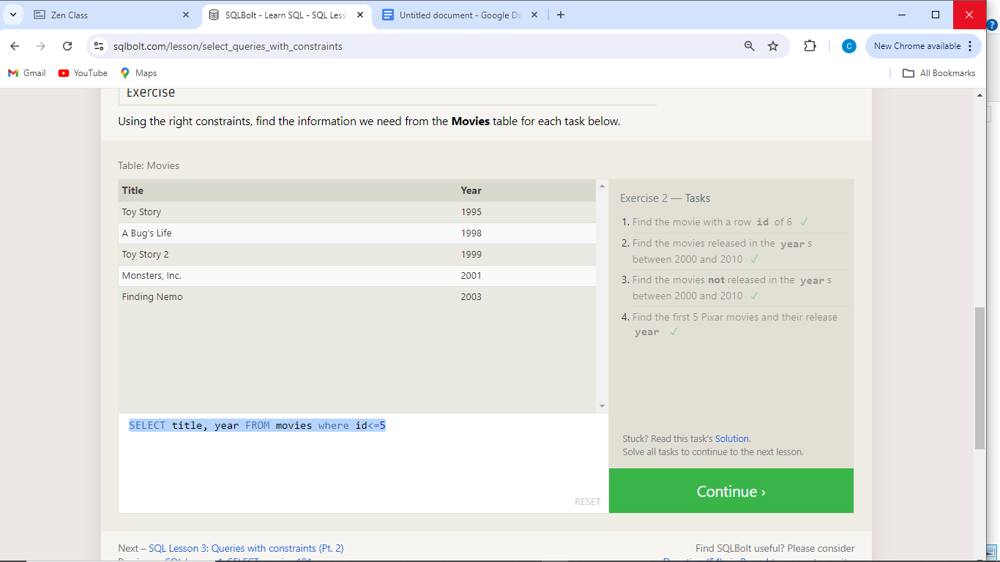 Zen Class
SQLBolt - Learn SQL - SQL Less
Untitled document - Google Do
sqlbolt.com/lesson/select_queries_with_constraints
C
New Chrome available
Gmail
YouTube
Maps
All Bookmarks
Exercise
Using the right constraints, find the information we need from the Movies table for each task below.
Table: Movies
Title Year
Toy Story 1995
A Bug's Life 1998
Toy Story 2 1999
Monsters, Inc. 2001
Finding Nemo 2003
SELECT title, year FROM movies where id<=5
RESET
Exercise 2 — Tasks
1. Find the movie with a row id of 6 ✓
2. Find the movies released in the year s
between 2000 and 2010 ✓
3. Find the movies not released in the year s
between 2000 and 2010 ✓
4. Find the first 5 Pixar movies and their release
year ✓
Stuck? Read this task's Solution.
Solve all tasks to continue to the next lesson.
Continue ›
Next – SQL Lesson 3: Queries with constraints (Pt. 2)
Find SQLBolt useful? Please consider